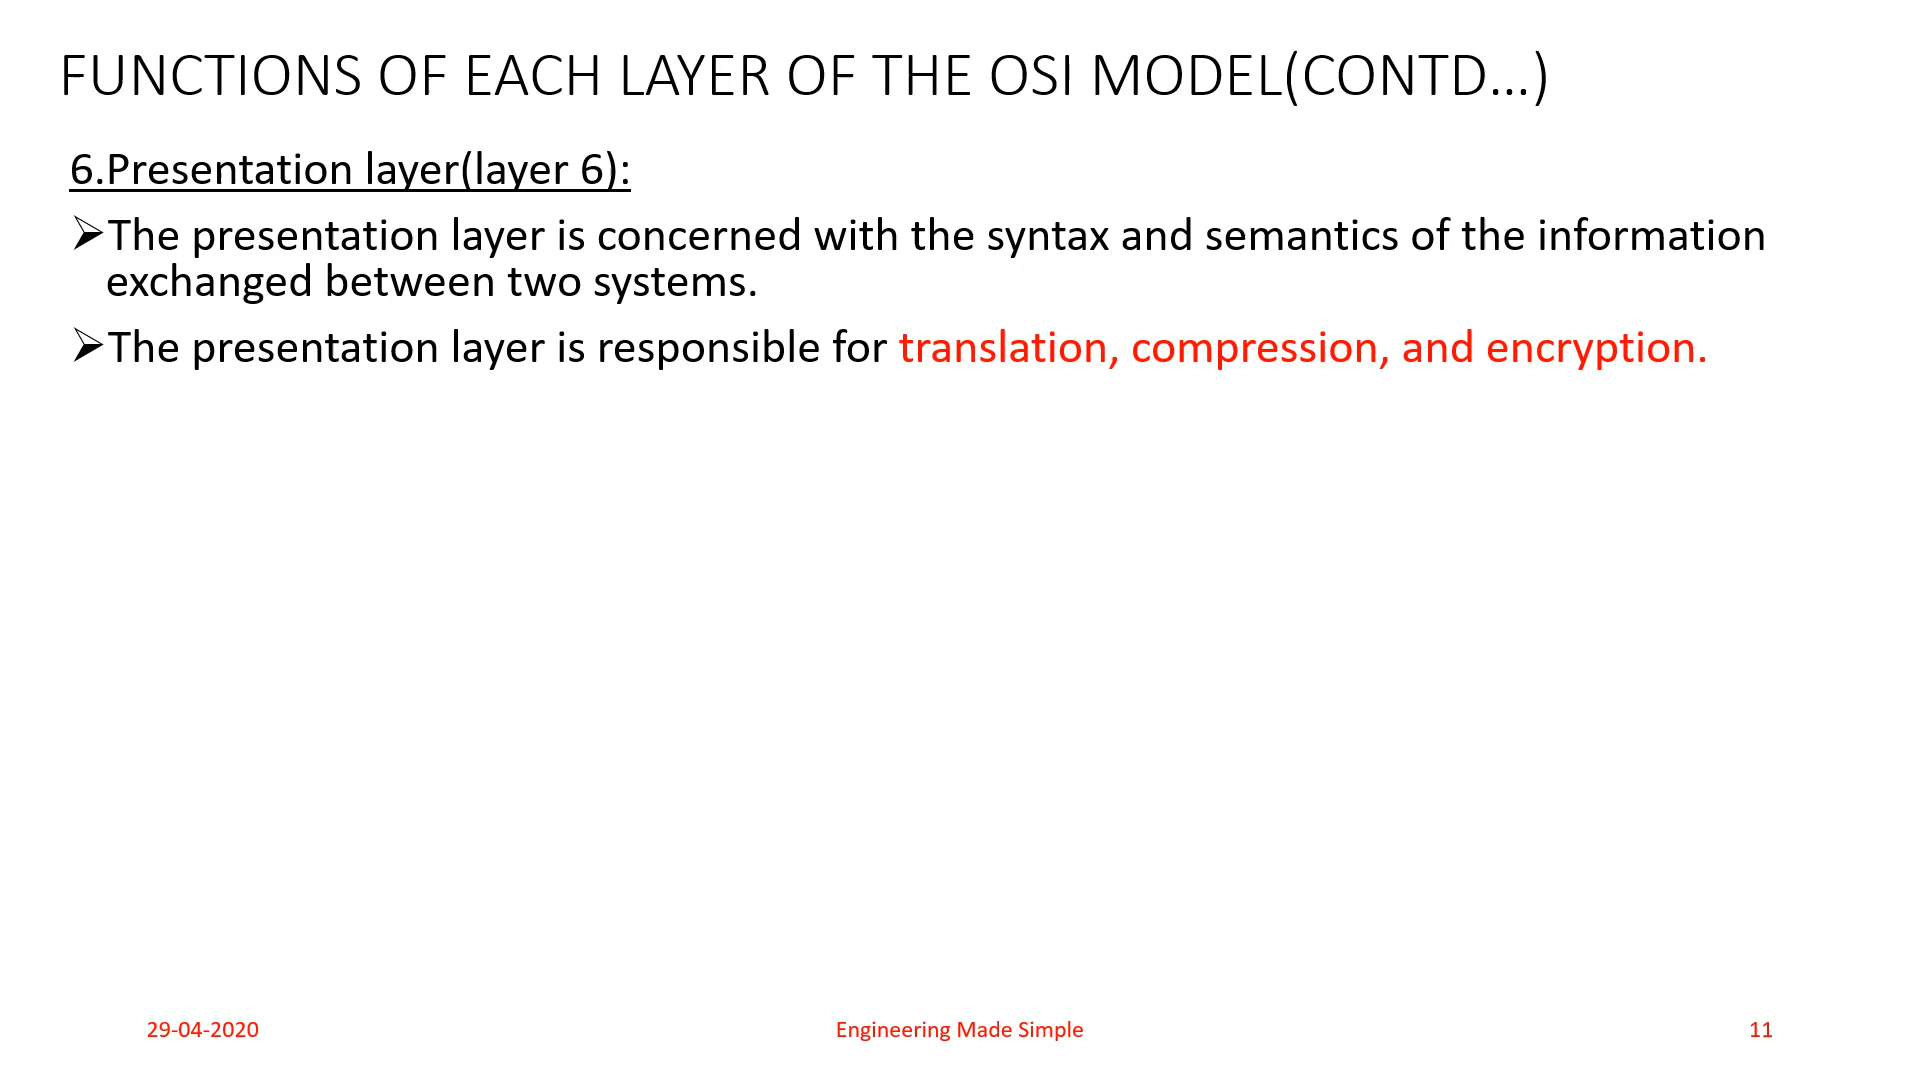 FUNCTIONS OF EACH LAYER OF THE OSI MODEL(CONTD...)
6.Presentation layer(layer 6):
➢The presentation layer is concerned with the syntax and semantics of the information
exchanged between two systems.
➢The presentation layer is responsible for translation, compression, and encryption.
29-04-2020 Engineering Made Simple 11